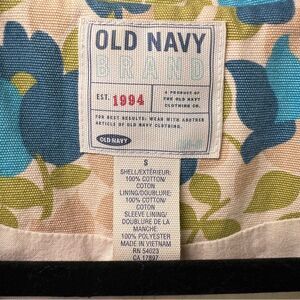 OLD NAVY
BRAND
EST. 1994
A PRODUCT OF
THE OLD NAVY
CLOTHING CO.
FOR BEST RESULTS: WEAR WITH ANOTHER
ARTICLE OF OLD NAVY CLOTHING.
OLD NAVY
S
SHELL/EXTÉRIEUR:
100% COTTON/
COTON
LINING/DOUBLURE:
100% COTTON/
COTON
SLEEVE LINING/
DOUBLURE DE LA
MANCHE:
100% POLYESTER
MADE IN VIETNAM
RN 54023
CA 17897